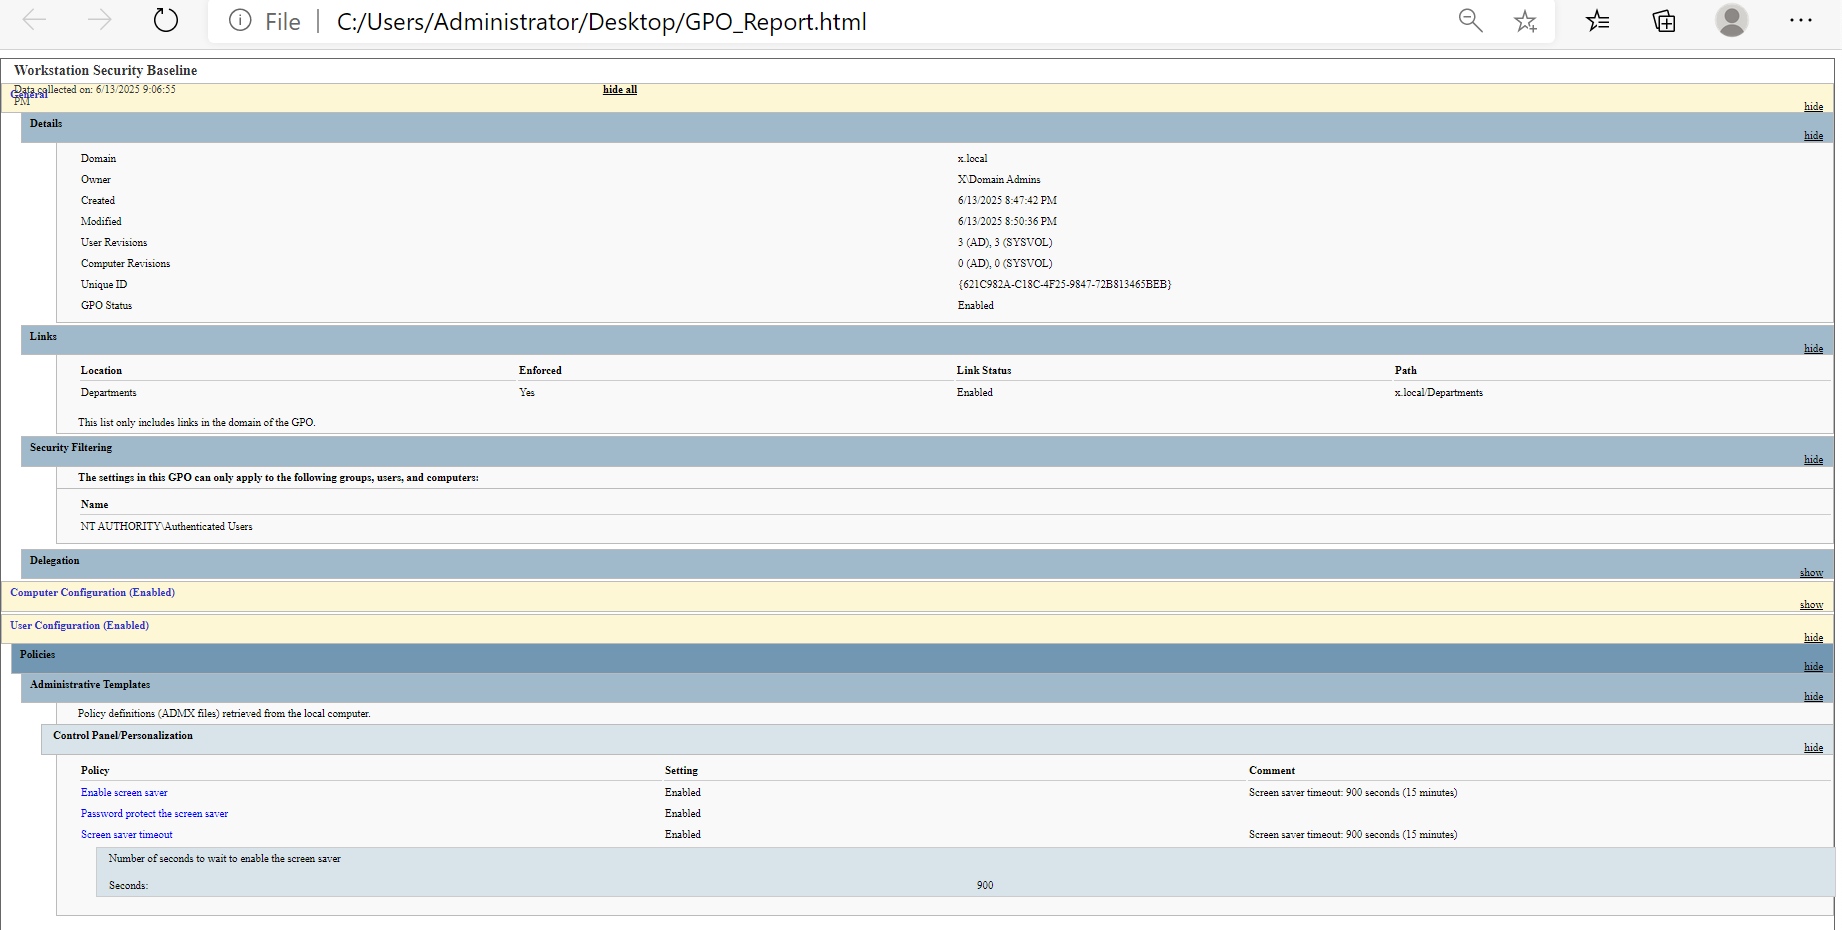 File | C:/Users/Administrator/Desktop/GPO_Report.html
Workstation Security Baseline
Data collected on: 6/13/2025 9:06:55 PM
hide all
General
hide
Details
hide
Domain x.local
Owner X\Domain Admins
Created 6/13/2025 8:47:42 PM
Modified 6/13/2025 8:50:36 PM
User Revisions 3 (AD), 3 (SYSVOL)
Computer Revisions 0 (AD), 0 (SYSVOL)
Unique ID {621C982A-C18C-4F25-9847-72B813465BEB}
GPO Status Enabled
Links
hide
Location Enforced Link Status Path
Departments Yes Enabled x.local/Departments
This list only includes links in the domain of the GPO.
Security Filtering
hide
The settings in this GPO can only apply to the following groups, users, and computers:
Name
NT AUTHORITY\Authenticated Users
Delegation
show
Computer Configuration (Enabled)
show
User Configuration (Enabled)
hide
Policies
hide
Administrative Templates
hide
Policy definitions (ADMX files) retrieved from the local computer.
Control Panel/Personalization
hide
Policy Setting Comment
Enable screen saver Enabled Screen saver timeout: 900 seconds (15 minutes)
Password protect the screen saver Enabled
Screen saver timeout Enabled Screen saver timeout: 900 seconds (15 minutes)
Number of seconds to wait to enable the screen saver
Seconds: 900